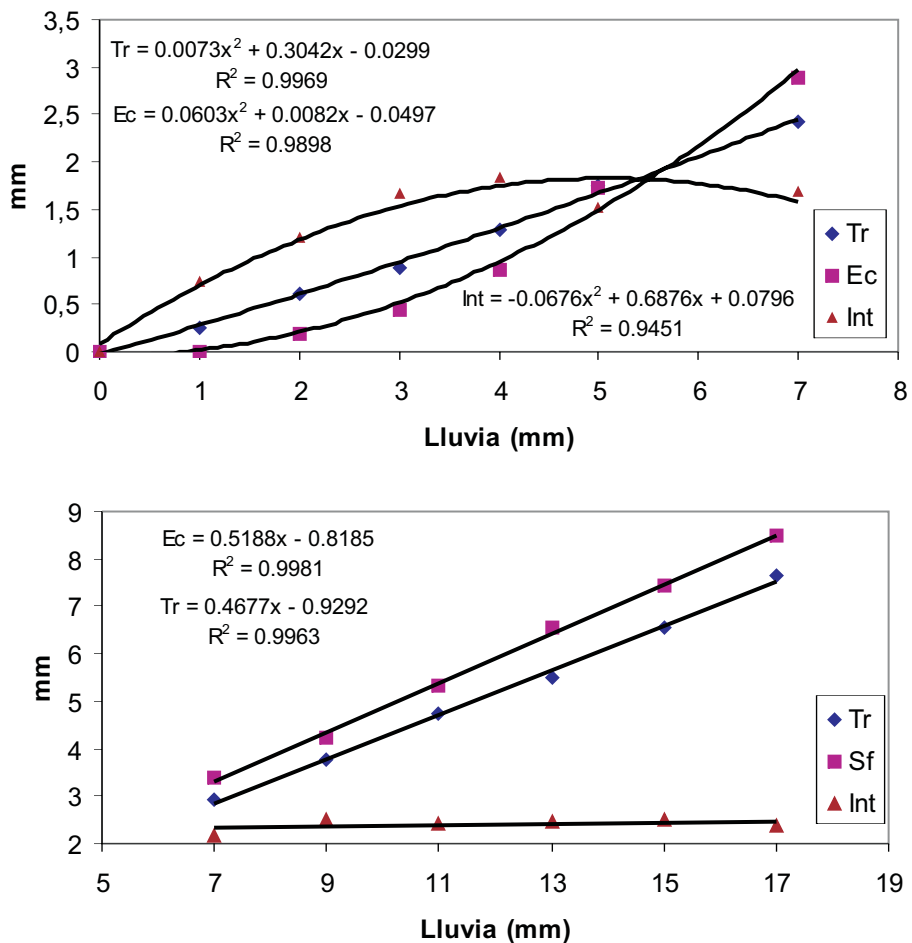 3,5
3
2,5
2
1,5
1
0,5
0
mm
Tr = 0.0073x² + 0.3042x - 0.0299
R² = 0.9969
Ec = 0.0603x² + 0.0082x - 0.0497
R² = 0.9898
Int = -0.0676x² + 0.6876x + 0.0796
R² = 0.9451
Tr
Ec
Int
0 1 2 3 4 5 6 7 8
Lluvia (mm)
9
8
7
6
5
4
3
2
mm
Ec = 0.5188x - 0.8185
R² = 0.9981
Tr = 0.4677x - 0.9292
R² = 0.9963
Tr
Sf
Int
5 7 9 11 13 15 17 19
Lluvia (mm)